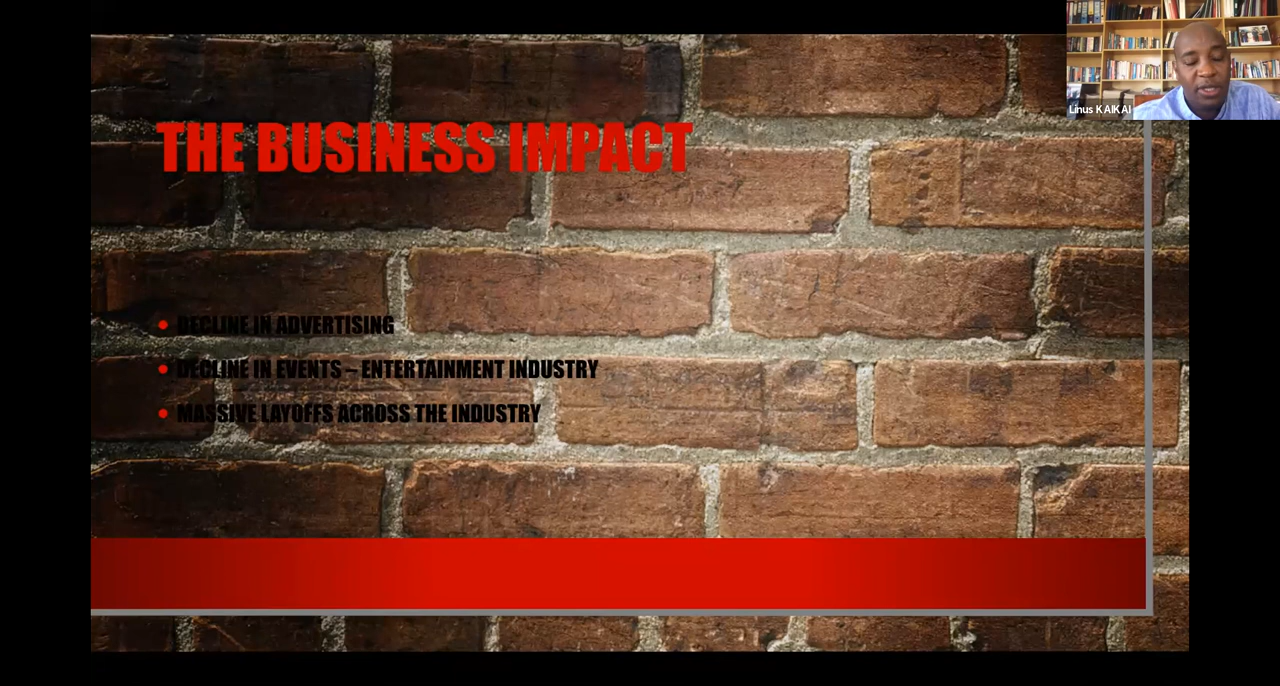 THE BUSINESS IMPACT
• DECLINE IN ADVERTISING
• DECLINE IN EVENTS – ENTERTAINMENT INDUSTRY
• MASSIVE LAYOFFS ACROSS THE INDUSTRY
Linus KAIKAI